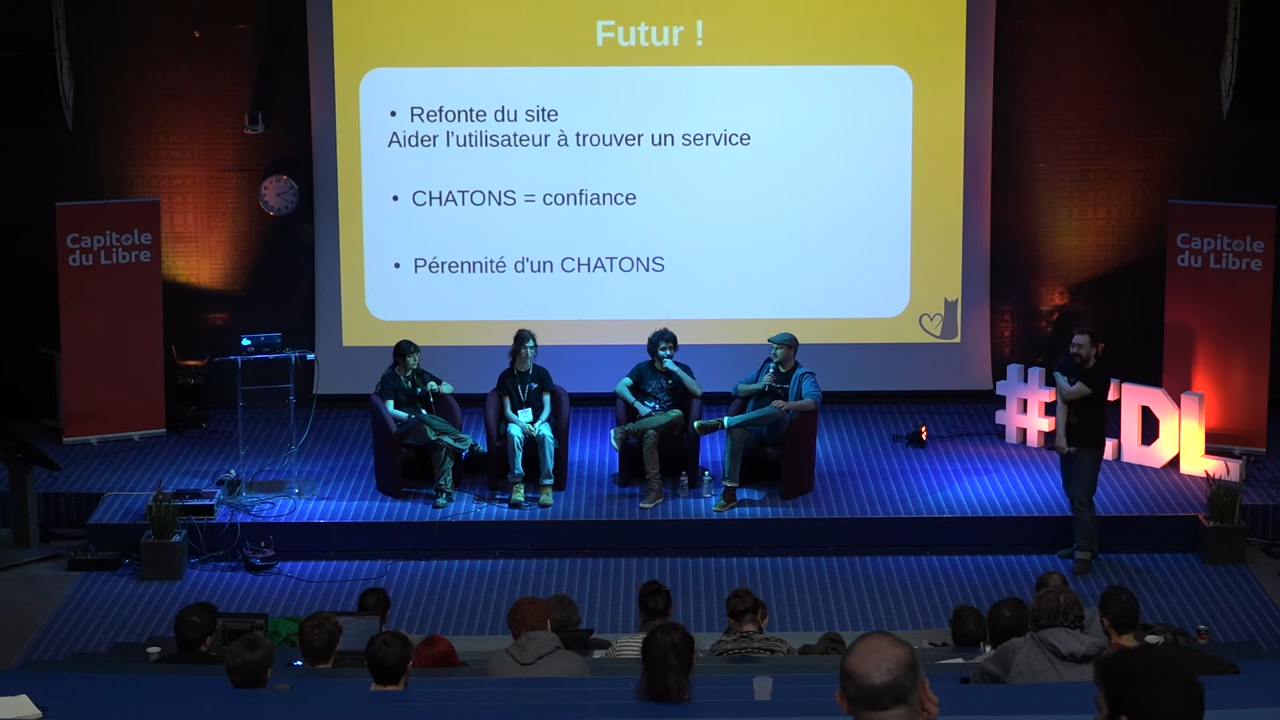 Futur !
• Refonte du site
Aider l'utilisateur à trouver un service
• CHATONS = confiance
• Pérennité d'un CHATONS
Capitole
du Libre
Capitole
du Libre
#CDL